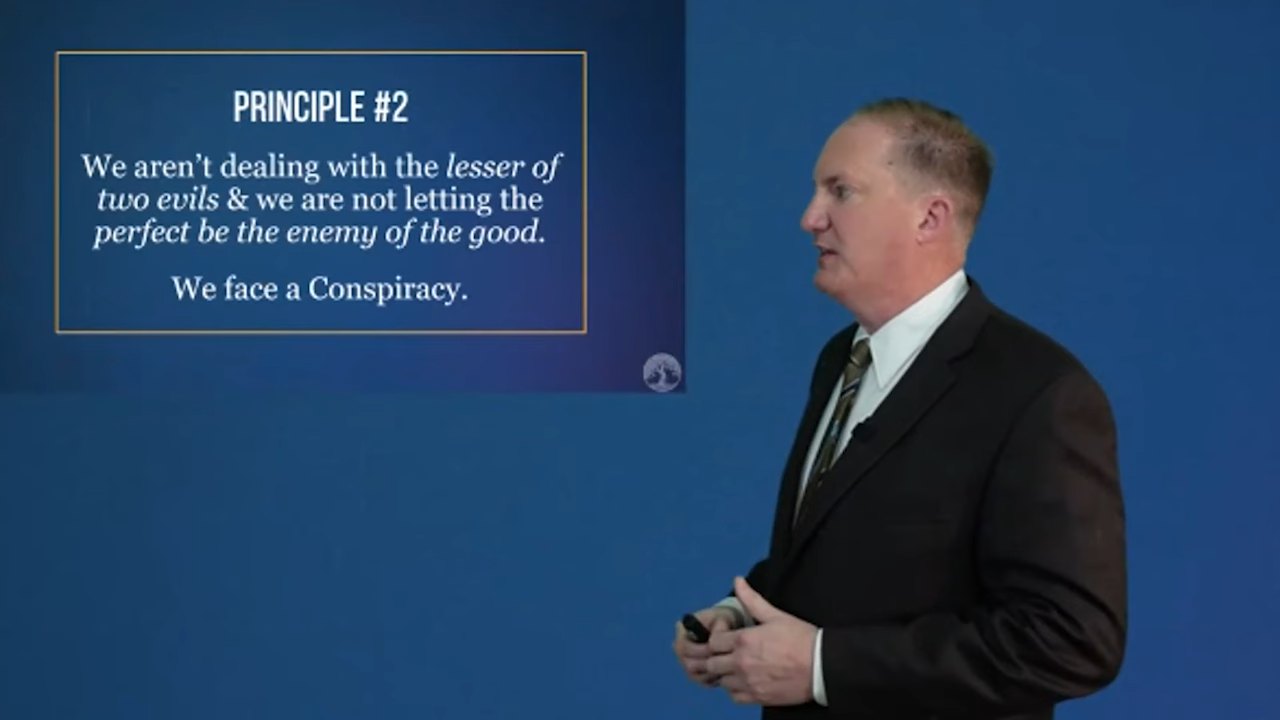 PRINCIPLE #2
We aren’t dealing with the lesser of
two evils & we are not letting the
perfect be the enemy of the good.
We face a Conspiracy.